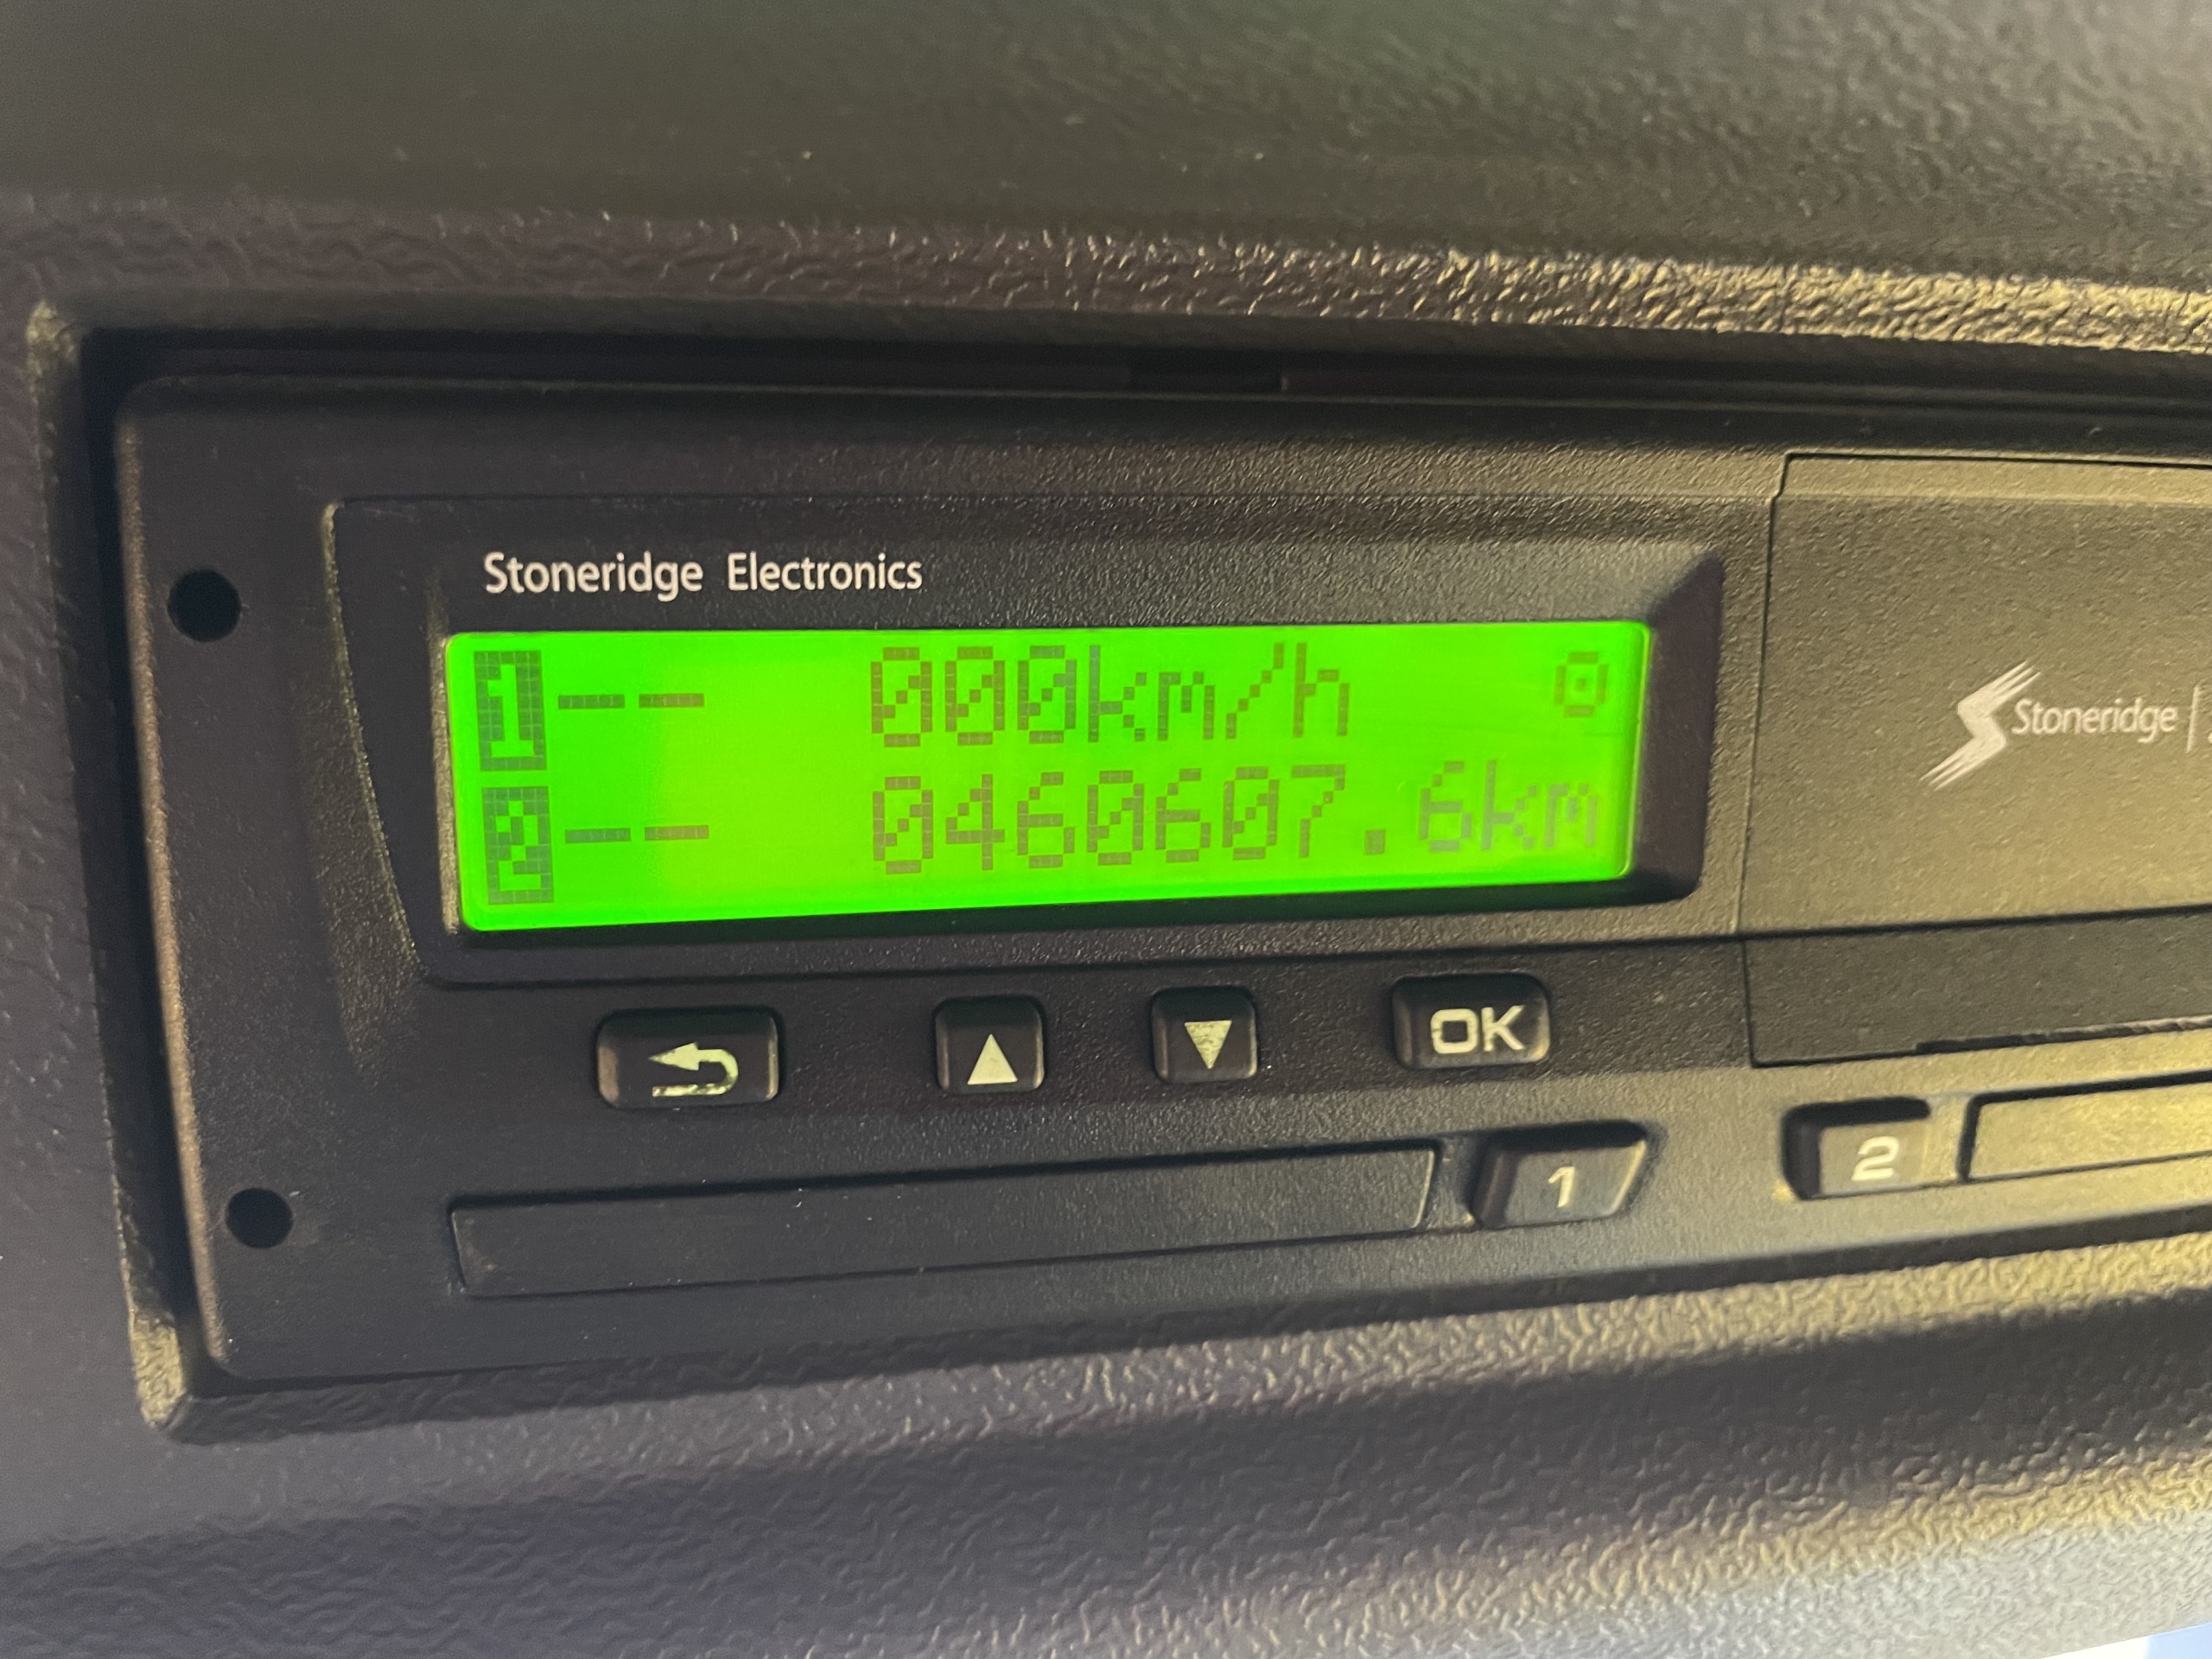 Stoneridge Electronics
1-- 000km/h
2-- 0460607.6km
Stoneridge
OK
1
2